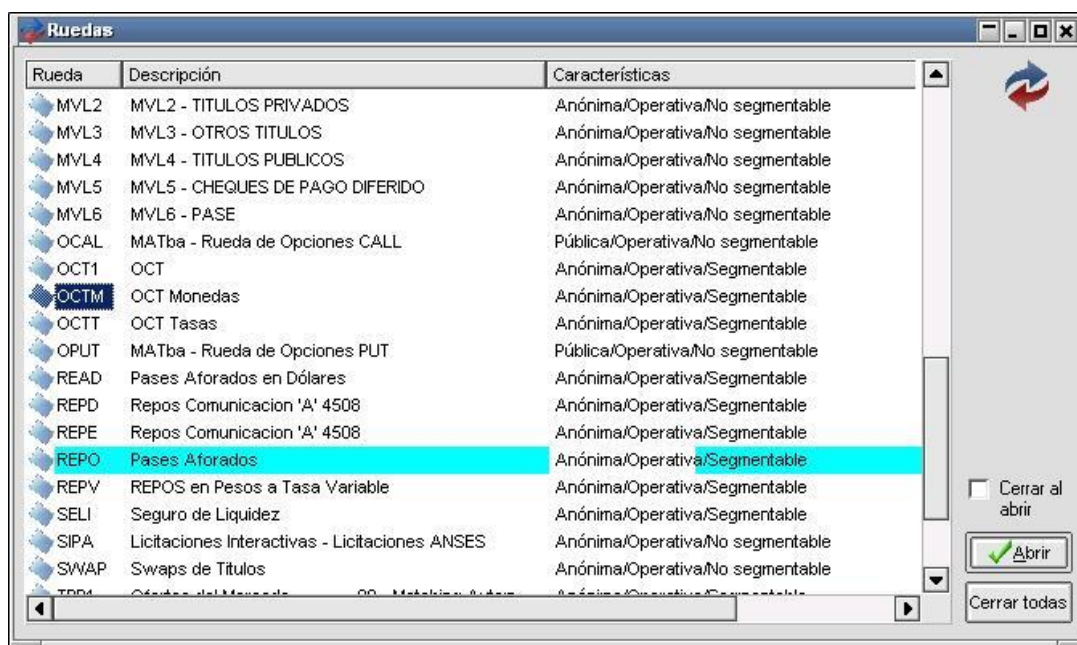 Ruedas
Rueda Descripción Características
MVL2 MVL2 - TITULOS PRIVADOS Anónima/Operativa/No segmentable
MVL3 MVL3 - OTROS TITULOS Anónima/Operativa/No segmentable
MVL4 MVL4 - TITULOS PUBLICOS Anónima/Operativa/No segmentable
MVL5 MVL5 - CHEQUES DE PAGO DIFERIDO Anónima/Operativa/No segmentable
MVL6 MVL6 - PASE Anónima/Operativa/No segmentable
OCAL MATba - Rueda de Opciones CALL Pública/Operativa/No segmentable
OCT1 OCT Anónima/Operativa/Segmentable
OCTM OCT Monedas Anónima/Operativa/Segmentable
OCTT OCT Tasas Anónima/Operativa/Segmentable
OPUT MATba - Rueda de Opciones PUT Pública/Operativa/No segmentable
READ Pases Aforados en Dólares Anónima/Operativa/Segmentable
REPD Repos Comunicacion 'A' 4508 Anónima/Operativa/Segmentable
REPE Repos Comunicacion 'A' 4508 Anónima/Operativa/Segmentable
REPO Pases Aforados Anónima/Operativa/Segmentable
REPV REPOS en Pesos a Tasa Variable Anónima/Operativa/Segmentable
SELI Seguro de Liquidez Anónima/Operativa/Segmentable
SIPA Licitaciones Interactivas - Licitaciones ANSES Anónima/Operativa/No segmentable
SWAP Swaps de Titulos Anónima/Operativa/No segmentable
Cerrar al
abrir
Abrir
Cerrar todas